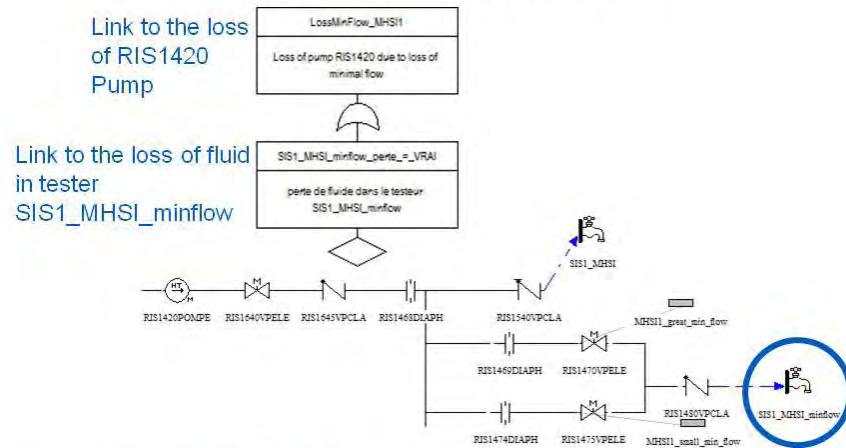 Link to the loss
of RIS1420
Pump
LossMinFlow_MHSI1
Loss of pump RIS1420 due to loss of
minimal flow
Link to the loss of fluid
in tester
SIS1_MHSI_minflow
SIS1_MHSI_minflow_perte_=_VRAI
perte de fluide dans le testeur
SIS1_MHSI_minflow
SIS1_MHSI
HT
M
M
RIS1420POMPE
RIS1640VPELE
RIS1645VPCLA
RIS1468DIAPH
RIS1540VPCLA
MHSI1_great_min_flow
M
RIS1469DIAPH
RIS1470VPELE
M
RIS1480VPCLA
SIS1_MHSI_minflow
RIS1474DIAPH
RIS1475VPELE
MHSI1_small_min_flow